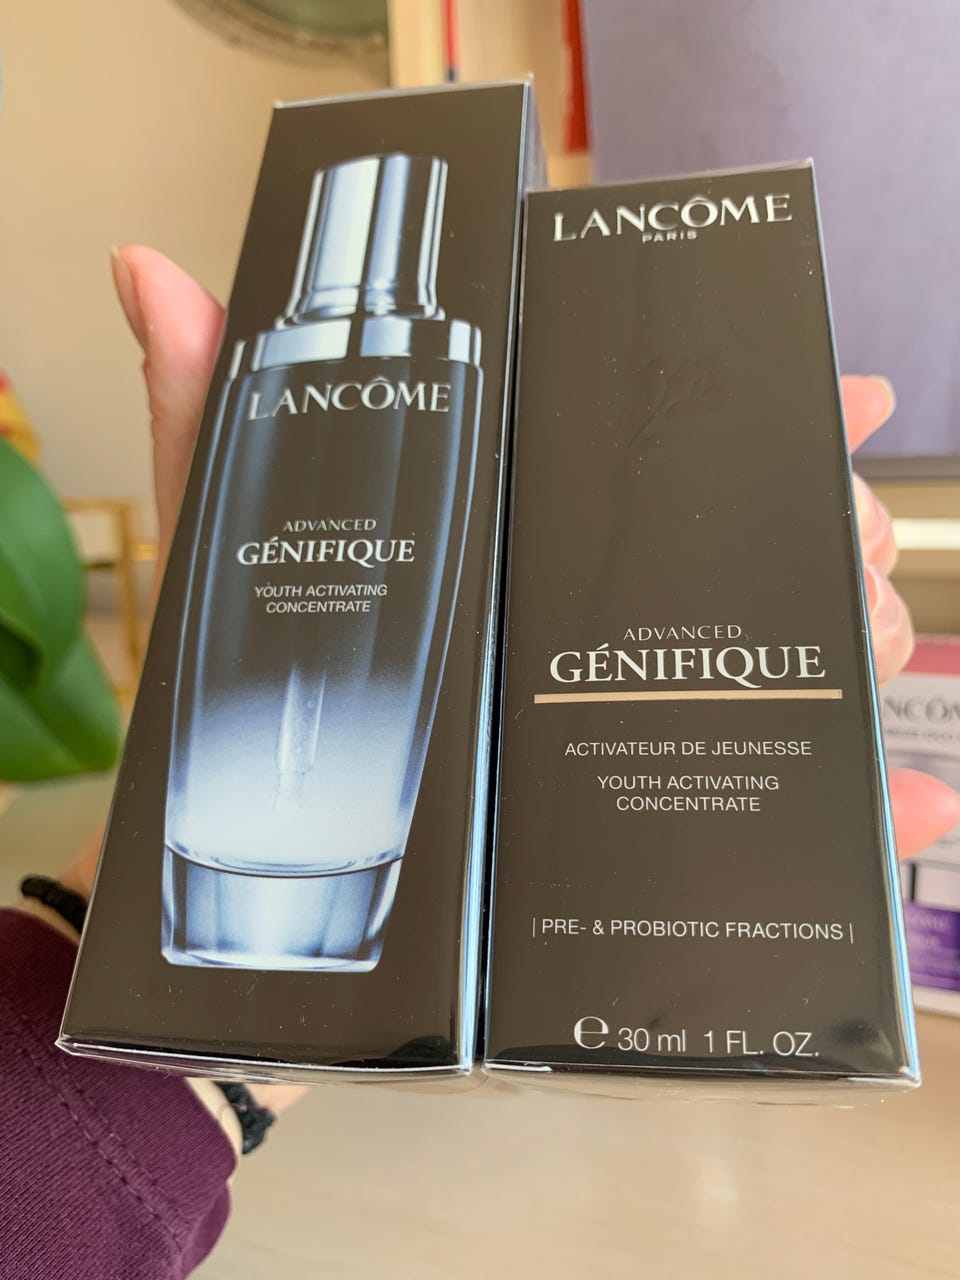 LANCÔME
ADVANCED
GÉNIFIQUE
YOUTH ACTIVATING
CONCENTRATE
LANCÔME
PARIS
ADVANCED
GÉNIFIQUE
ACTIVATEUR DE JEUNESSE
YOUTH ACTIVATING
CONCENTRATE
| PRE- & PROBIOTIC FRACTIONS |
℮ 30 ml 1 FL. OZ.
NCÔM